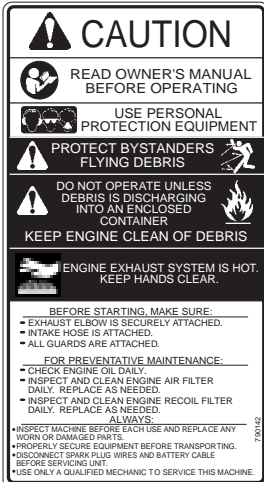 CAUTION
READ OWNER'S MANUAL
BEFORE OPERATING
USE PERSONAL
PROTECTION EQUIPMENT
PROTECT BYSTANDERS
FLYING DEBRIS
DO NOT OPERATE UNLESS
DEBRIS IS DISCHARGING
INTO AN ENCLOSED
CONTAINER
KEEP ENGINE CLEAN OF DEBRIS
ENGINE EXHAUST SYSTEM IS HOT.
KEEP HANDS CLEAR.
BEFORE STARTING, MAKE SURE:
- EXHAUST ELBOW IS SECURELY ATTACHED.
- INTAKE HOSE IS ATTACHED.
- ALL GUARDS ARE ATTACHED.
FOR PREVENTATIVE MAINTENANCE:
- CHECK ENGINE OIL DAILY.
- INSPECT AND CLEAN ENGINE AIR FILTER
DAILY. REPLACE AS NEEDED.
- INSPECT AND CLEAN ENGINE RECOIL FILTER
DAILY. REPLACE AS NEEDED.
ALWAYS:
•INSPECT MACHINE BEFORE EACH USE AND REPLACE ANY
WORN OR DAMAGED PARTS.
•PROPERLY SECURE EQUIPMENT BEFORE TRANSPORTING.
•DISCONNECT SPARK PLUG WIRES AND BATTERY CABLE
BEFORE SERVICING UNIT.
•USE ONLY A QUALIFIED MECHANIC TO SERVICE THIS MACHINE.
790142